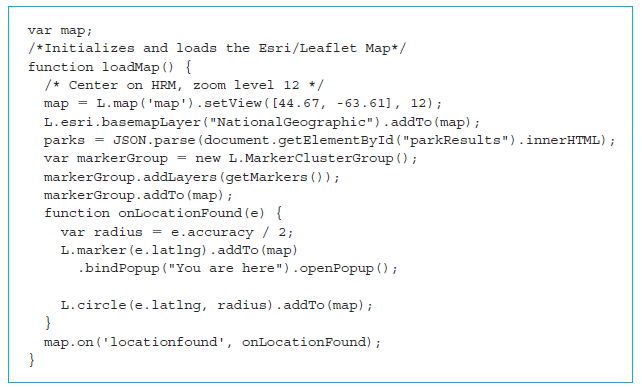 var map;
/*Initializes and loads the Esri/Leaflet Map*/
function loadMap() {
/* Center on HRM, zoom level 12 */
map = L.map('map').setView([44.67, -63.61], 12);
L.esri.basemapLayer("NationalGeographic").addTo(map);
parks = JSON.parse(document.getElementById("parkResults").innerHTML);
var markerGroup = new L.MarkerClusterGroup();
markerGroup.addLayers(getMarkers());
markerGroup.addTo(map);
function onLocationFound(e) {
var radius = e.accuracy / 2;
L.marker(e.latlng).addTo(map)
.bindPopup("You are here").openPopup();
L.circle(e.latlng, radius).addTo(map);
}
map.on('locationfound', onLocationFound);
}